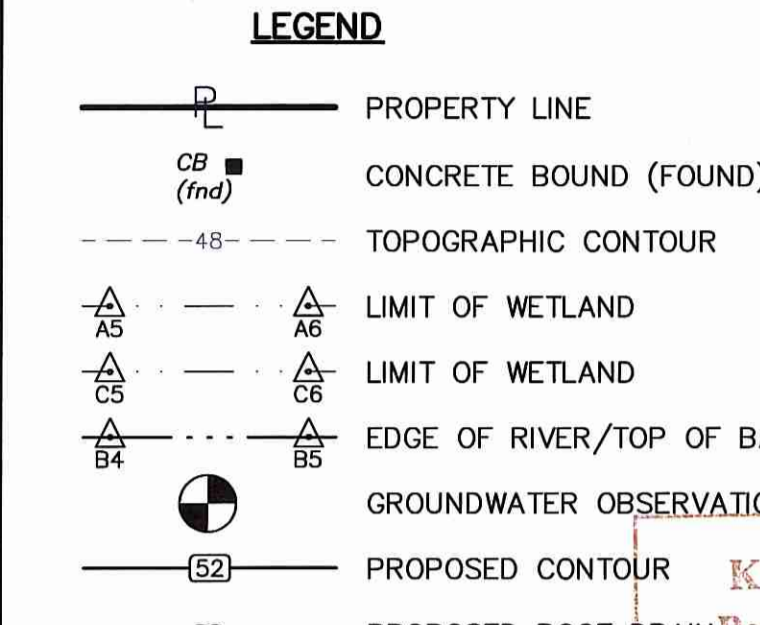 LEGEND
PL PROPERTY LINE
CB (fnd) CONCRETE BOUND (FOUND)
48 TOPOGRAPHIC CONTOUR
A5 A6 LIMIT OF WETLAND
C5 C6 LIMIT OF WETLAND
B4 B5 EDGE OF RIVER/TOP OF
GROUNDWATER
52 PROPOSED CONTOUR
PROPOSED